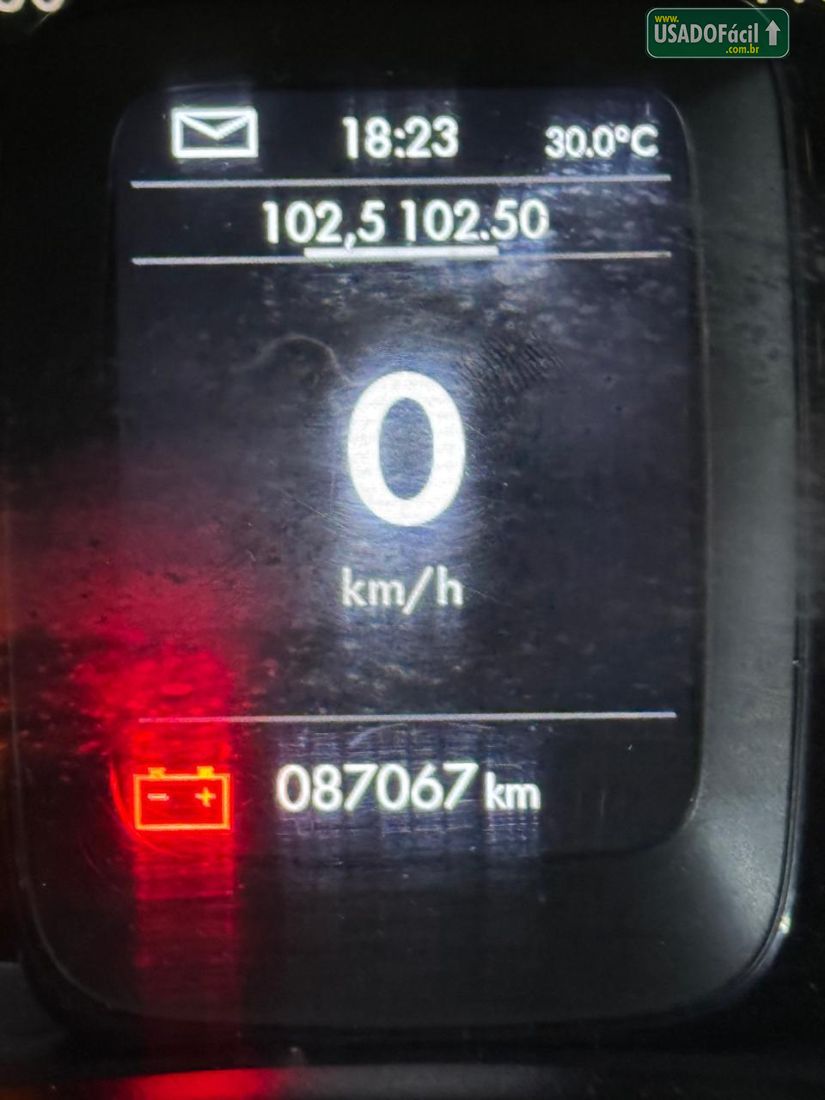 www.
USADOFácil
.com.br
18:23 30.0°C
102,5 102.50
0
km/h
- +
087067 km